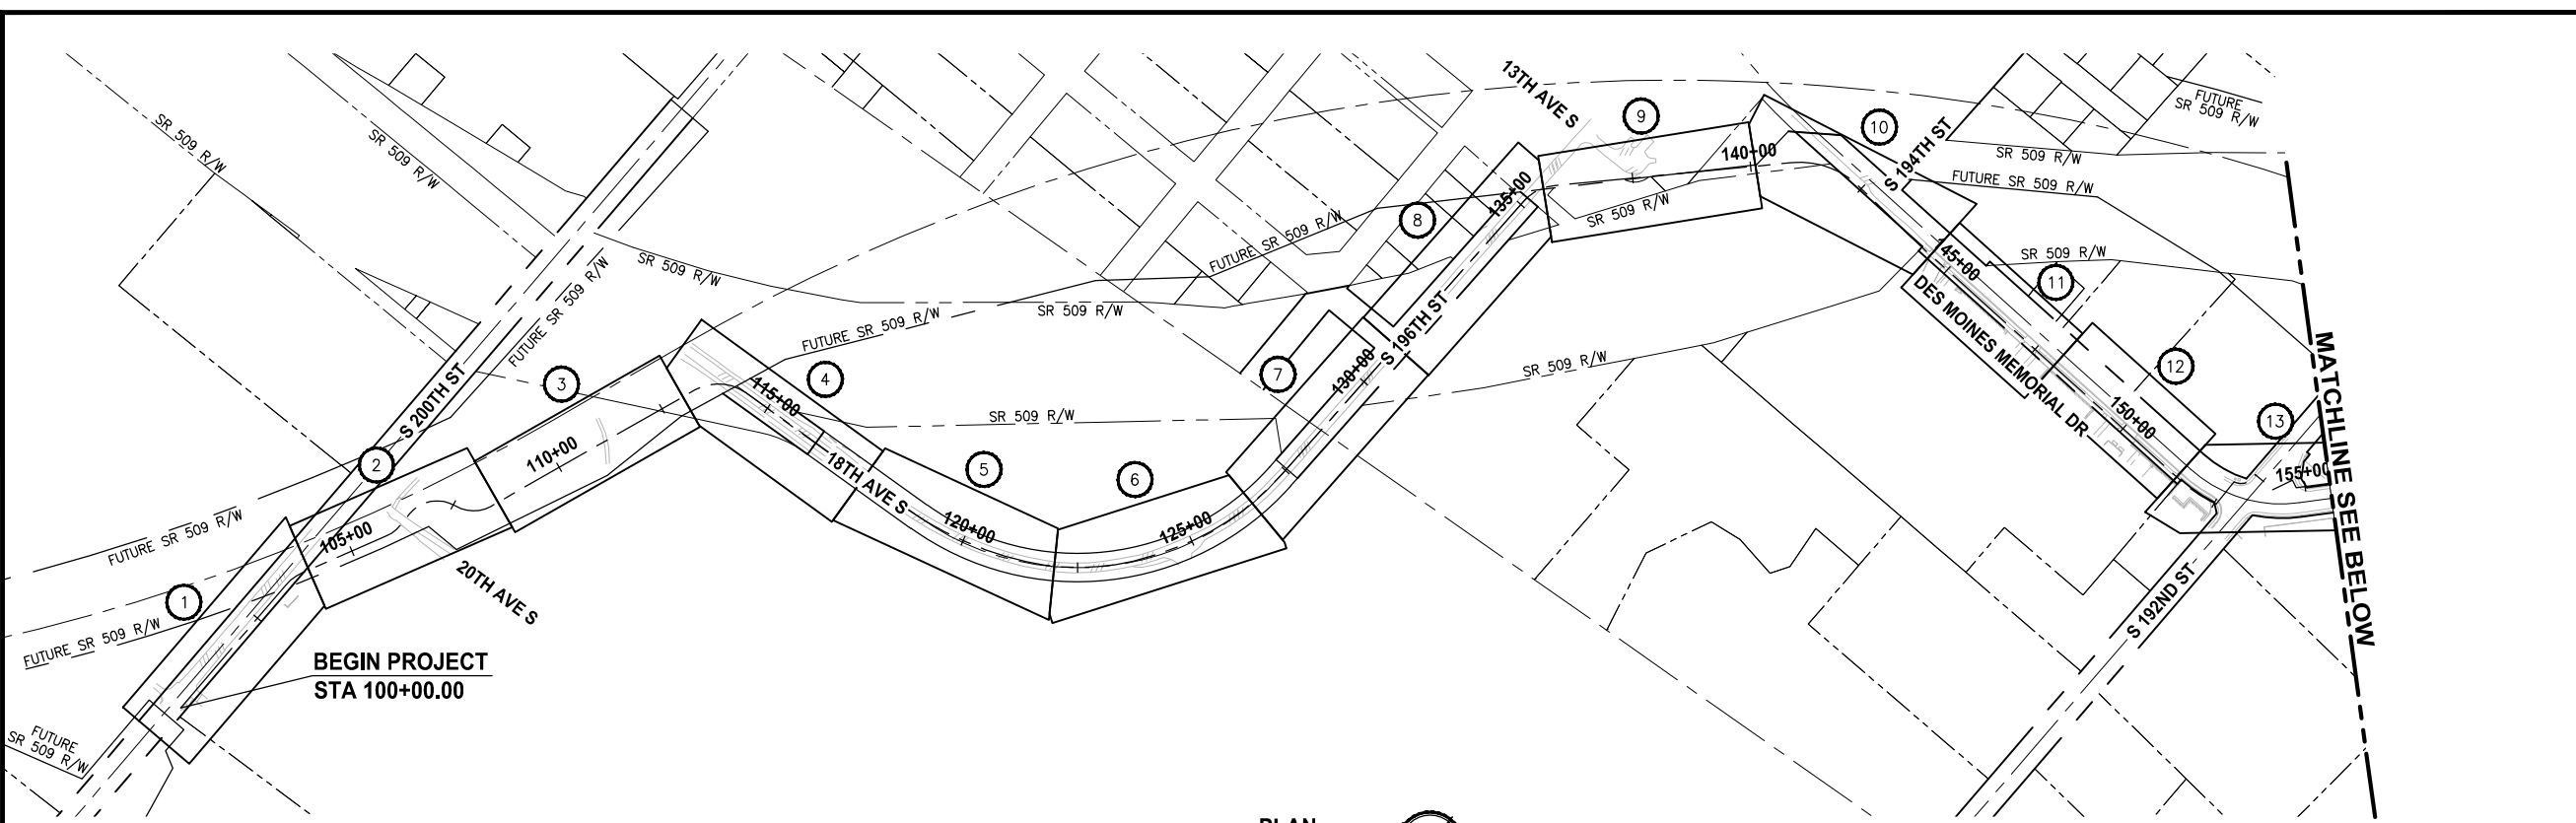 13TH AVE S
9
10
S 194TH ST
FUTURE
SR 509 R/W
SR 509 R/W
SR 509 R/W
SR 509 R/W
140+00
FUTURE SR 509 R/W
135+00
SR 509 R/W
8
FUTURE SR 509 R/W
SR 509 R/W
SR 509 R/W
45+00
11
DES MOINES MEMORIAL DR
FUTURE SR 509 R/W
S 200TH ST
3
FUTURE SR 509 R/W
SR 509 R/W
S 196TH ST
MATCHLINE SEE BELOW
4
115+00
7
130+00
SR 509 R/W
12
150+00
SR 509 R/W
13
2
110+00
18TH AVE S
5
6
155+00
FUTURE SR 509 R/W
105+00
120+00
125+00
1
20TH AVE S
S 192ND ST
FUTURE SR 509 R/W
BEGIN PROJECT
STA 100+00.00
FUTURE
SR 509 R/W
PLAN